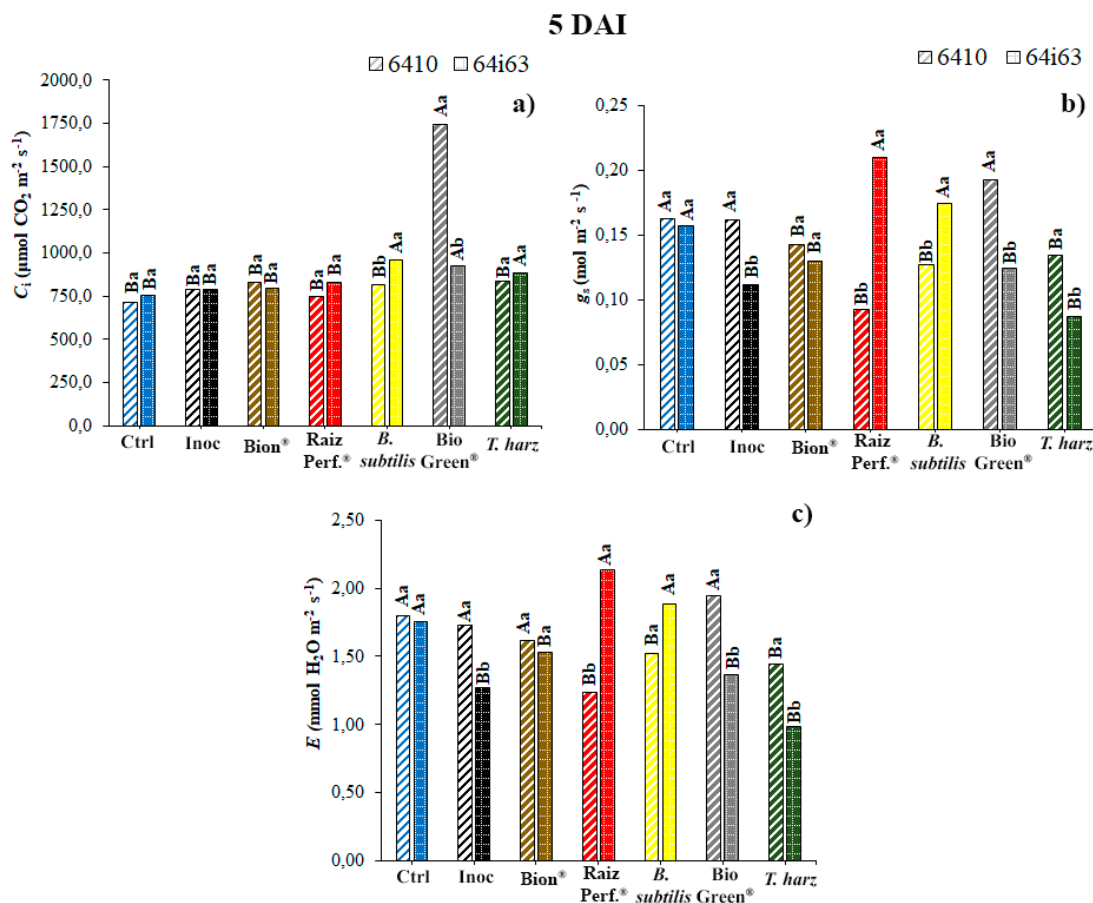 5 DAI
6410 64i63
a)
2000,0
1750,0
1500,0
1250,0
1000,0
750,0
500,0
250,0
0,0
Cᵢ (µmol CO₂ m⁻² s⁻¹)
Ba Ba Ba Ba Ba Ba Ba Ba Bb Aa Aa Ab Ba Aa
Ctrl Inoc Bion® Raiz Perf.® B. subtilis Bio Green® T. harz
6410 64i63
b)
0,25
0,20
0,15
0,10
0,05
0,00
gₛ (mol m⁻² s⁻¹)
Aa Aa Aa Bb Ba Ba Bb Aa Bb Aa Aa Bb Ba Bb
Ctrl Inoc Bion® Raiz Perf.® B. subtilis Bio Green® T. harz
c)
2,50
2,00
1,50
1,00
0,50
0,00
E (mmol H₂O m⁻² s⁻¹)
Aa Aa Aa Bb Aa Ba Bb Aa Ba Aa Aa Bb Ba Bb
Ctrl Inoc Bion® Raiz Perf.® B. subtilis Bio Green® T. harz